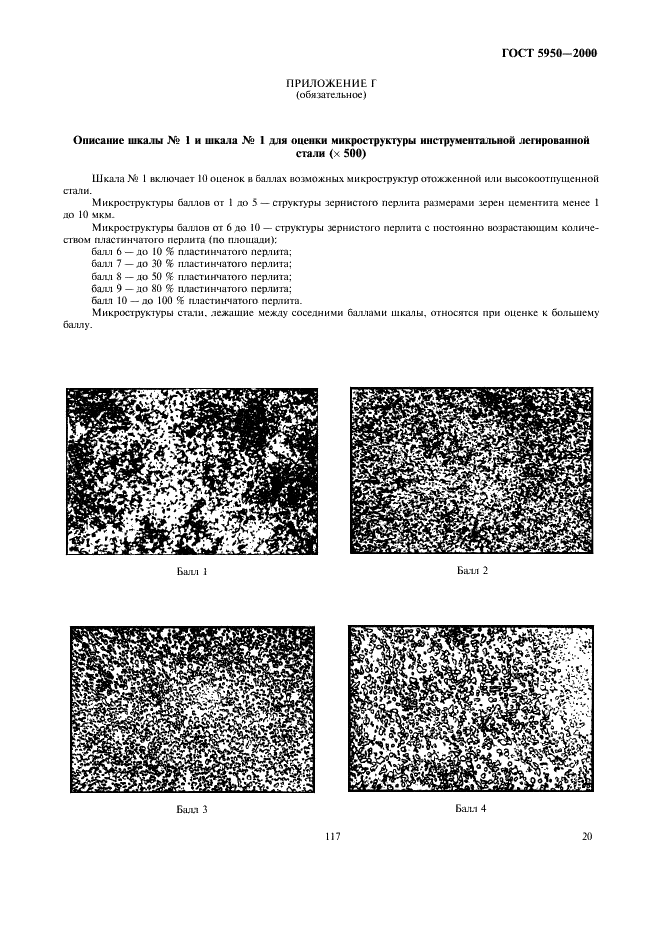 ГОСТ 5950—2000
ПРИЛОЖЕНИЕ Г
(обязательное)
Описание шкалы № 1 и шкала № 1 для оценки микроструктуры инструментальной легированной
стали (× 500)
Шкала № 1 включает 10 оценок в баллах возможных микроструктур отожженной или высокоотпущенной
стали.
Микроструктуры баллов от 1 до 5 — структуры зернистого перлита размерами зерен цементита менее 1
до 10 мкм.
Микроструктуры баллов от 6 до 10 — структуры зернистого перлита с постоянно возрастающим количе-
ством пластинчатого перлита (по площади):
балл 6 — до 10 % пластинчатого перлита;
балл 7 — до 30 % пластинчатого перлита;
балл 8 — до 50 % пластинчатого перлита;
балл 9 — до 80 % пластинчатого перлита;
балл 10 — до 100 % пластинчатого перлита.
Микроструктуры стали, лежащие между соседними баллами шкалы, относятся при оценке к большему
баллу.
Балл 1
Балл 2
Балл 3
Балл 4
117
20